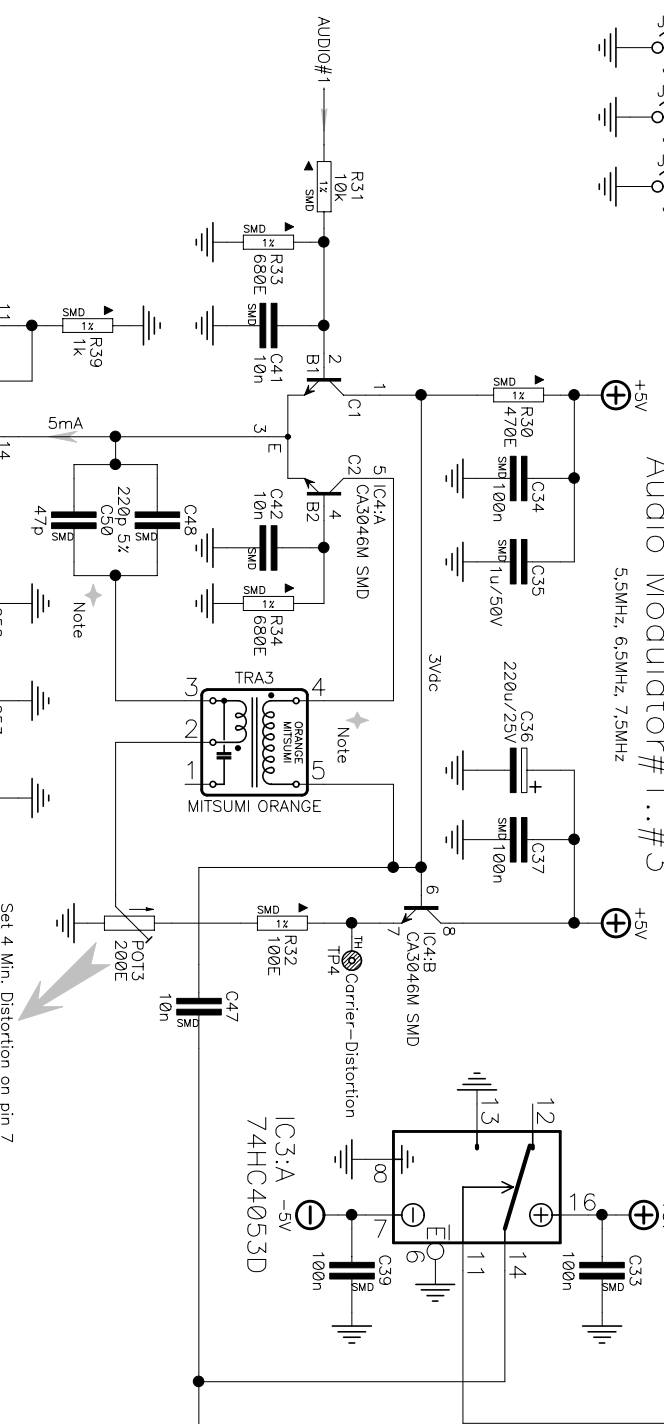 Audio Modulator#1..#3
5,5MHz, 6,5MHz, 7,5MHz
+5V
+5V
R30
470E
1%
SMD
C34
100n
SMD
C35
1u/50V
SMD
C36
220u/25V
+
C37
100n
SMD
C33
100n
SMD
16
12
13
14
11
6
E
7
8
IC3:A
74HC4053D
-5V
C39
100n
SMD
3Vdc
AUDIO#1
R31
10k
1%
SMD
R33
680E
1%
SMD
C41
10n
SMD
2
B1
1
C1
3
E
C2
5
IC4:A
CA3046M SMD
4
B2
C42
10n
SMD
R34
680E
1%
SMD
6
8
7
IC4:B
CA3046M SMD
TH
TP4
Carrier-Distortion
Note
TRA3
4
5
3
2
1
ORANGE
MITSUMI
MITSUMI ORANGE
R32
100E
1%
SMD
C47
10n
SMD
POT3
200E
Set 4 Min. Distortion on pin 7
5mA
C48
220p 5%
SMD
C50
47p
SMD
Note
R39
1k
1%
SMD
11
14